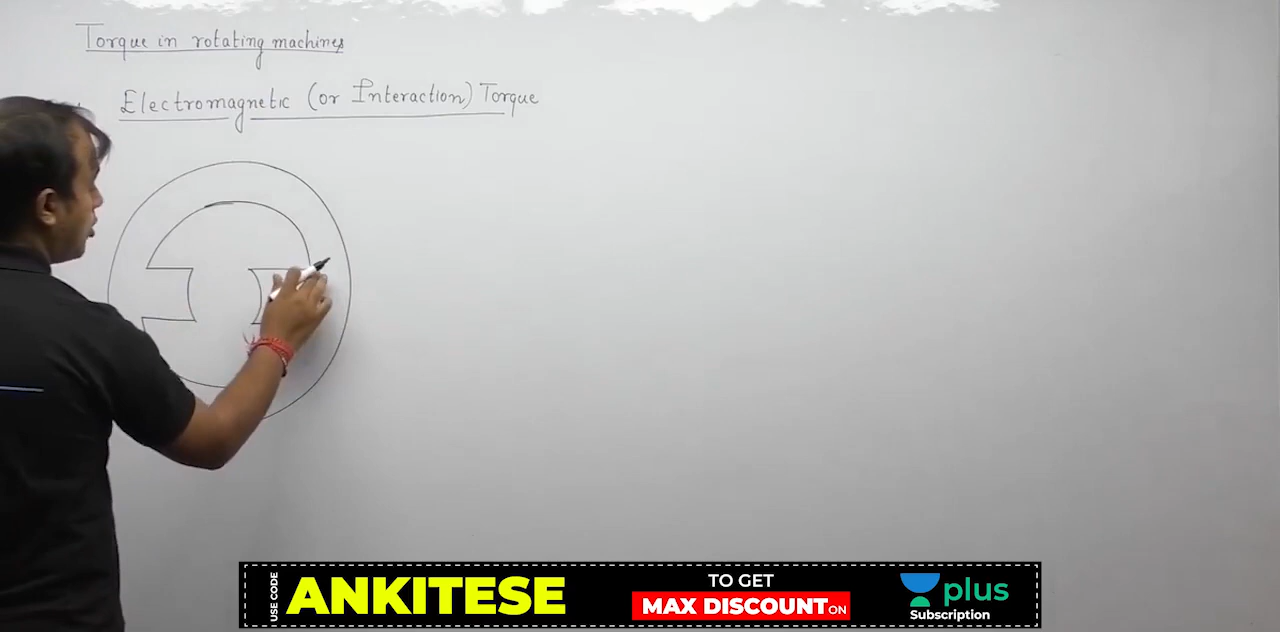 Torque in rotating machines
Electromagnetic (or Interaction) Torque
USE CODE
ANKITESE
TO GET
MAX DISCOUNT ON
plus
Subscription